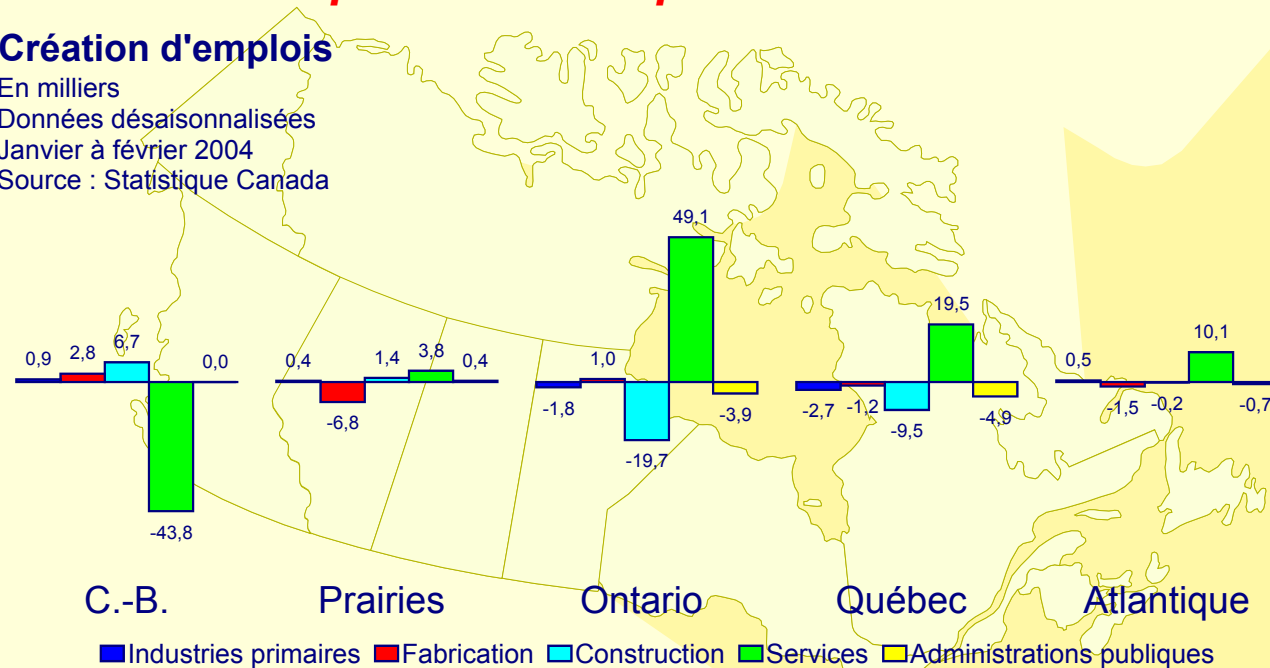 Création d'emplois
En milliers
Données désaisonnalisées
Janvier à février 2004
Source : Statistique Canada
49,1
19,5
10,1
0,9 2,8 6,7 0,0
0,4 1,4 3,8 0,4
1,0
0,5
-6,8
-1,8
-3,9
-2,7 -1,2
-4,9
-1,5 -0,2 -0,7
-9,5
-19,7
-43,8
C.-B. Prairies Ontario Québec Atlantique
Industries primaires Fabrication Construction Services Administrations publiques